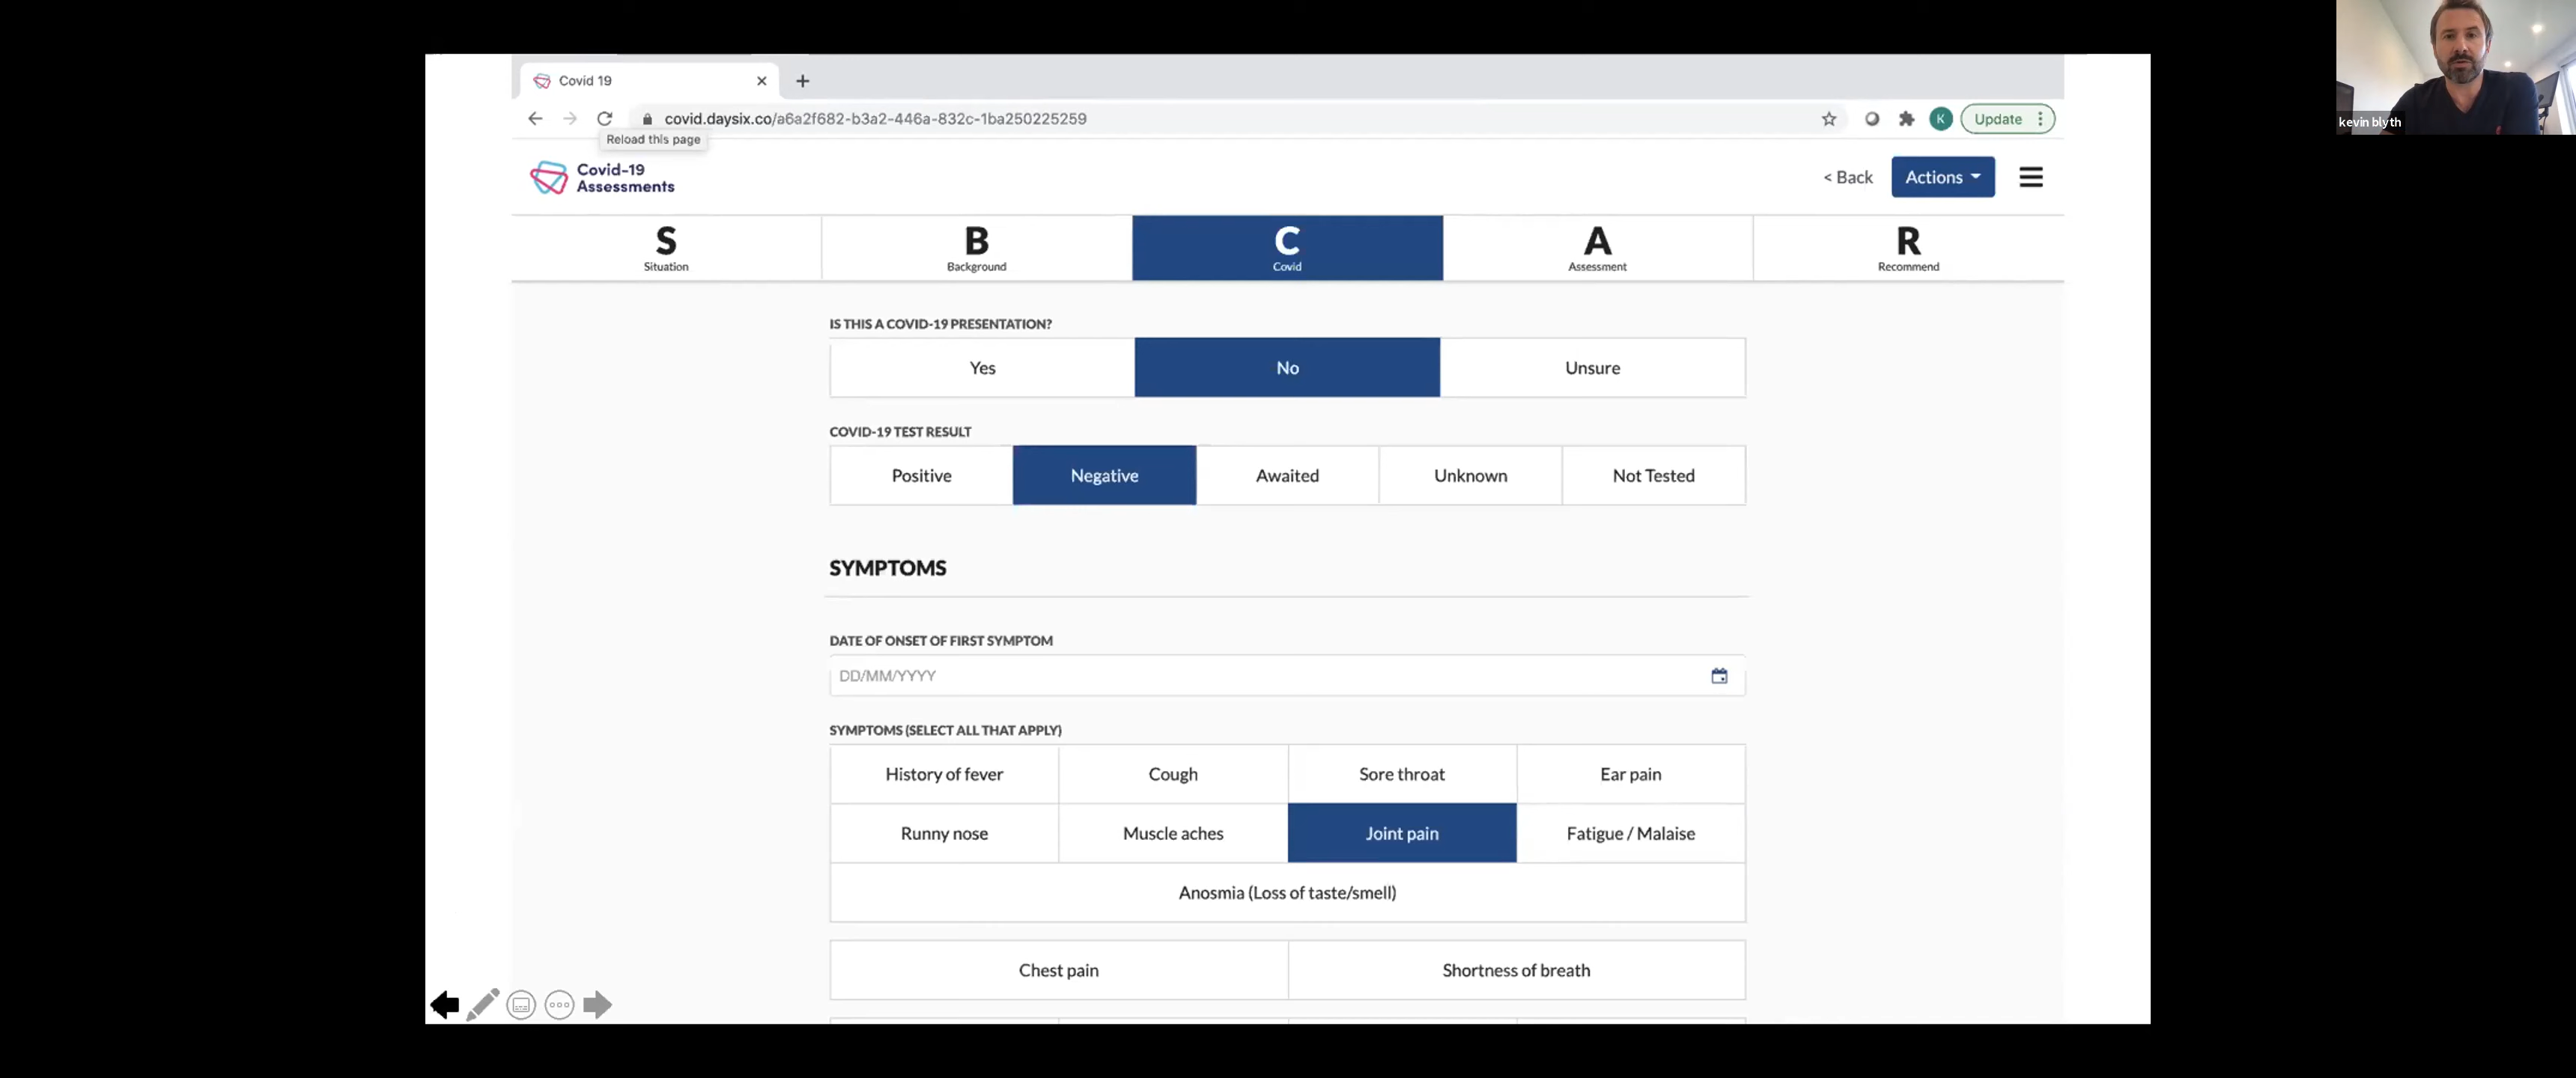 Covid 19
covid.daysix.co/a6a2f682-b3a2-446a-832c-1ba250225259
K
Update
Reload this page
kevin blyth
Covid-19
Assessments
< Back
Actions
S
Situation
B
Background
C
Covid
A
Assessment
R
Recommend
IS THIS A COVID-19 PRESENTATION?
Yes
No
Unsure
COVID-19 TEST RESULT
Positive
Negative
Awaited
Unknown
Not Tested
SYMPTOMS
DATE OF ONSET OF FIRST SYMPTOM
DD/MM/YYYY
SYMPTOMS (SELECT ALL THAT APPLY)
History of fever
Cough
Sore throat
Ear pain
Runny nose
Muscle aches
Joint pain
Fatigue / Malaise
Anosmia (Loss of taste/smell)
Chest pain
Shortness of breath